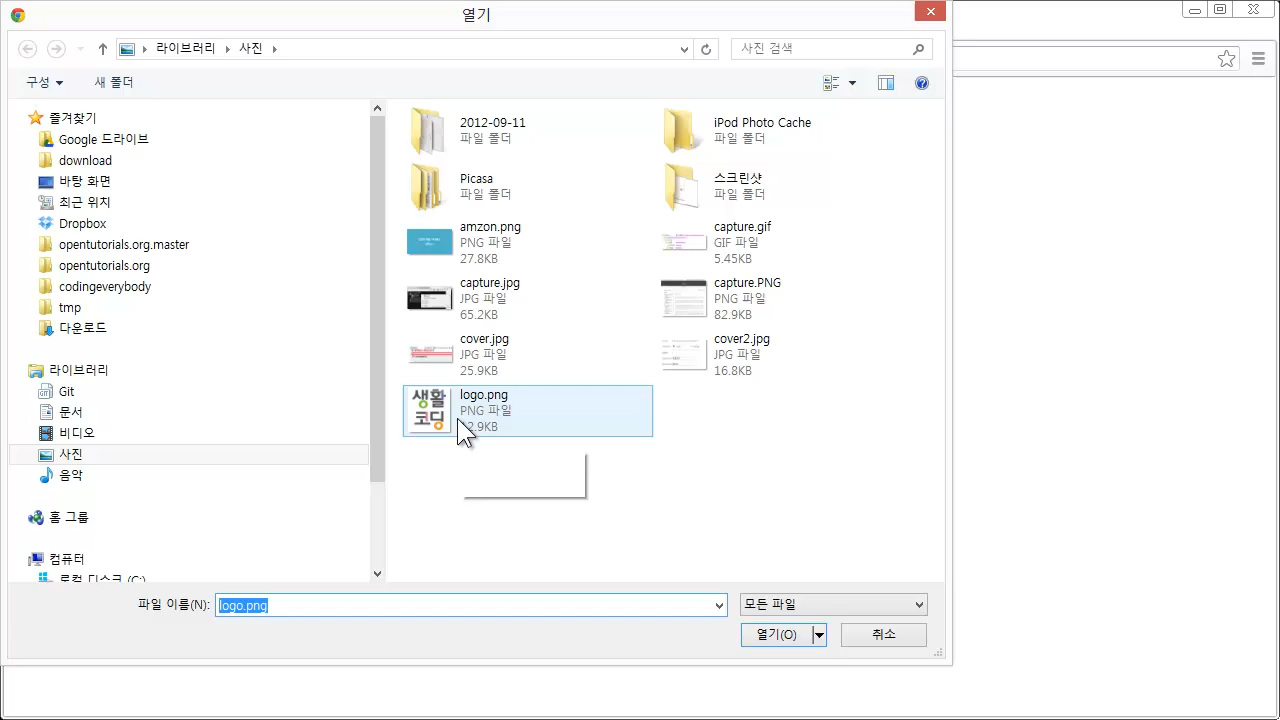 열기
라이브러리
사진
사진 검색
구성
새 폴더
즐겨찾기
Google 드라이브
download
바탕 화면
최근 위치
Dropbox
opentutorials.org server
opentutorials.org
codingeverybody
tmp
다운로드
라이브러리
Git
문서
비디오
사진
음악
홈 그룹
컴퓨터
로컬 디스크 (C:)
2012-09-11
파일 폴더
iPod Photo Cache
파일 폴더
Picasa
파일 폴더
스크린샷
파일 폴더
amzon.png
PNG 파일
27.8KB
capture.gif
GIF 파일
5.45KB
capture.jpg
JPG 파일
65.2KB
capture.PNG
PNG 파일
82.9KB
cover.jpg
JPG 파일
25.9KB
cover2.jpg
JPG 파일
16.8KB
생활
코딩
logo.png
PNG 파일
파일 이름(N):
logo.png
모든 파일
열기(O)
취소